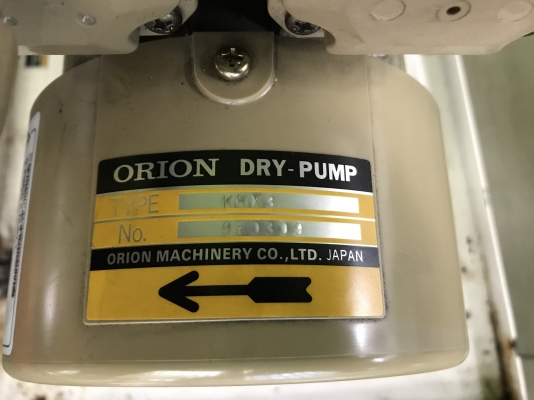 ORION DRY-PUMP
TYPE
No.
ORION MACHINERY CO.,LTD. JAPAN